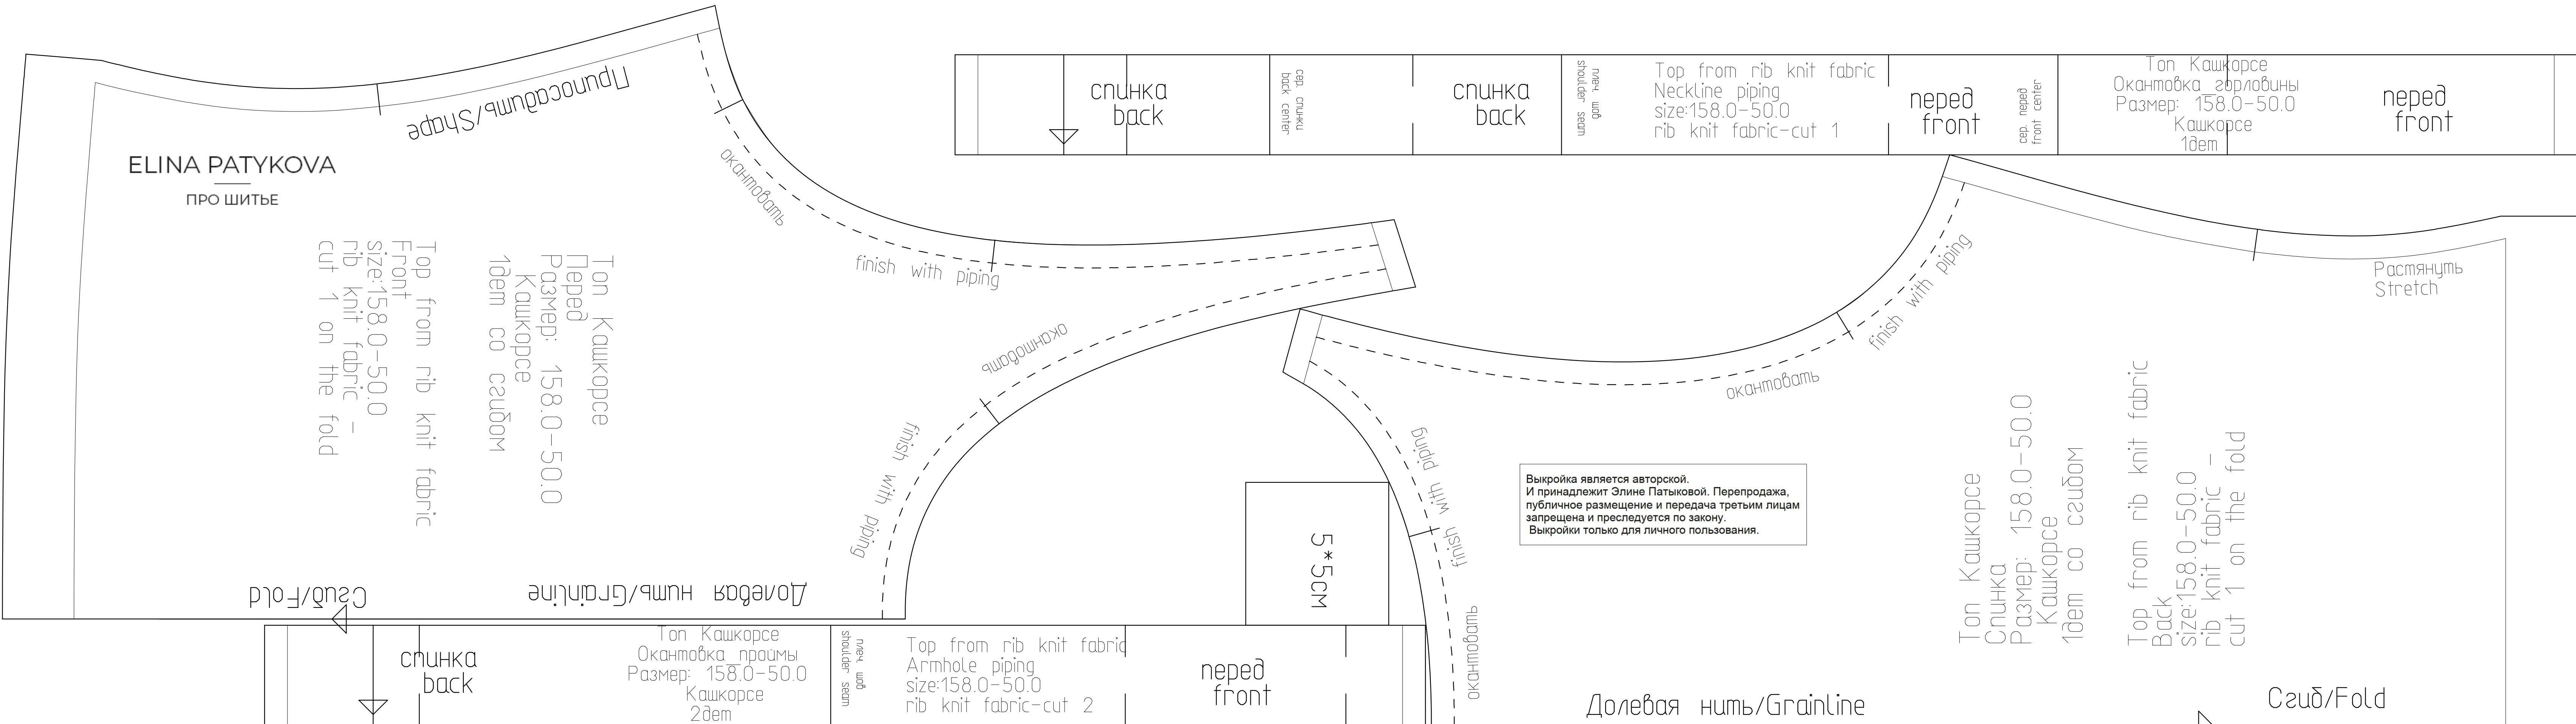 Припосадить/Shape
ELINA PATYKOVA
ПРО ШИТЬЕ
Топ Кашкорсе
Перед
Размер: 158.0-50.0
Кашкорсе
1дет со сгибом
Top from rib knit fabric
Front
size:158.0-50.0
rib knit fabric -
cut 1 on the fold
Сгиб/Fold
Долевая нить/Grainline
окантовать
finish with piping
окантовать
finish with piping
спинка
back
сер. спинки
back center
спинка
back
плеч. шов
shoulder seam
Top from rib knit fabric
Neckline piping
size:158.0-50.0
rib knit fabric-cut 1
перед
front
сер. перед
front center
Топ Кашкорсе
Окантовка_горловины
Размер: 158.0-50.0
Кашкорсе
1дет
перед
front
finish with piping
окантовать
Растянуть
Stretch
finish with piping
окантовать
5*5см
Выкройка является авторской.
И принадлежит Элине Патыковой. Перепродажа,
публичное размещение и передача третьим лицам
запрещена и преследуется по закону.
Выкройки только для личного пользования.
Топ Кашкорсе
Спинка
Размер: 158.0-50.0
Кашкорсе
1дет со сгибом
Top from rib knit fabric
Back
size:158.0-50.0
rib knit fabric -
cut 1 on the fold
Долевая нить/Grainline
Сгиб/Fold
спинка
back
Топ Кашкорсе
Окантовка_проймы
Размер: 158.0-50.0
Кашкорсе
2дет
плеч. шов
shoulder seam
Top from rib knit fabric
Armhole piping
size:158.0-50.0
rib knit fabric-cut 2
перед
front